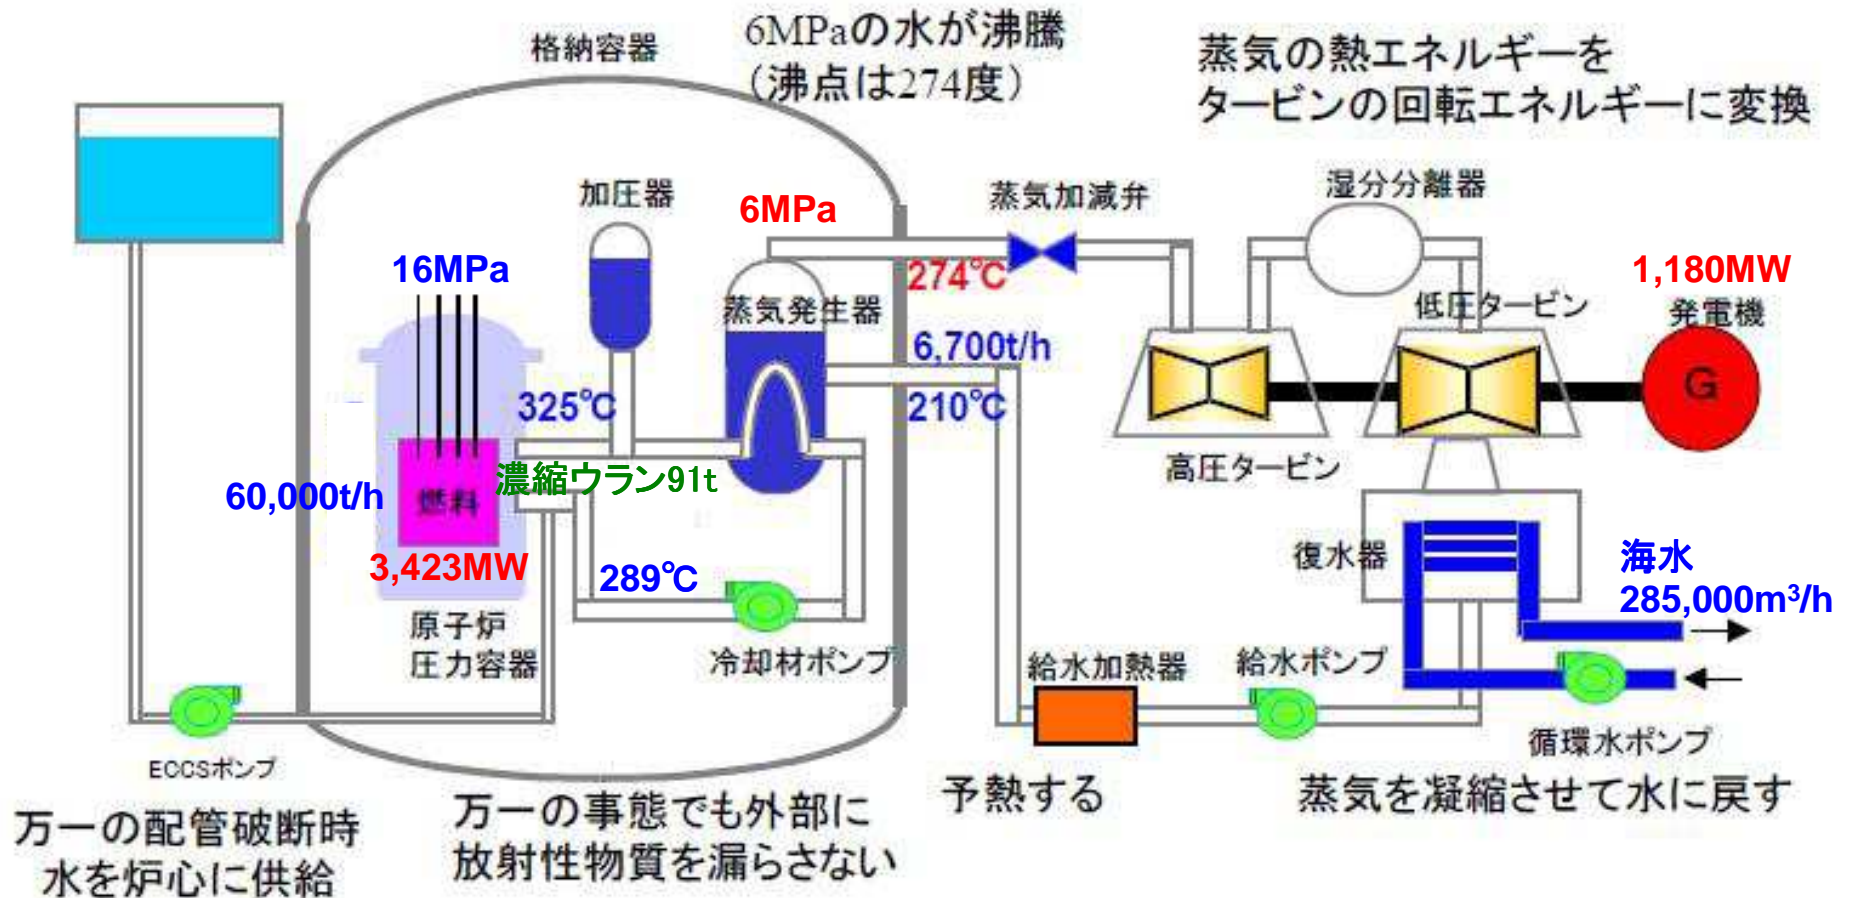 格納容器
6MPaの水が沸騰
（沸点は274度）
蒸気の熱エネルギーを
タービンの回転エネルギーに変換
加圧器
6MPa
蒸気加減弁
湿分分離器
16MPa
274℃
1,180MW
蒸気発生器
低圧タービン
発電機
6,700t/h
325℃
210℃
G
濃縮ウラン91t
高圧タービン
60,000t/h
燃料
3,423MW
289℃
復水器
海水
285,000m³/h
原子炉
圧力容器
冷却材ポンプ
給水加熱器
給水ポンプ
循環水ポンプ
ECCSポンプ
予熱する
蒸気を凝縮させて水に戻す
万一の配管破断時
水を炉心に供給
万一の事態でも外部に
放射性物質を漏らさない